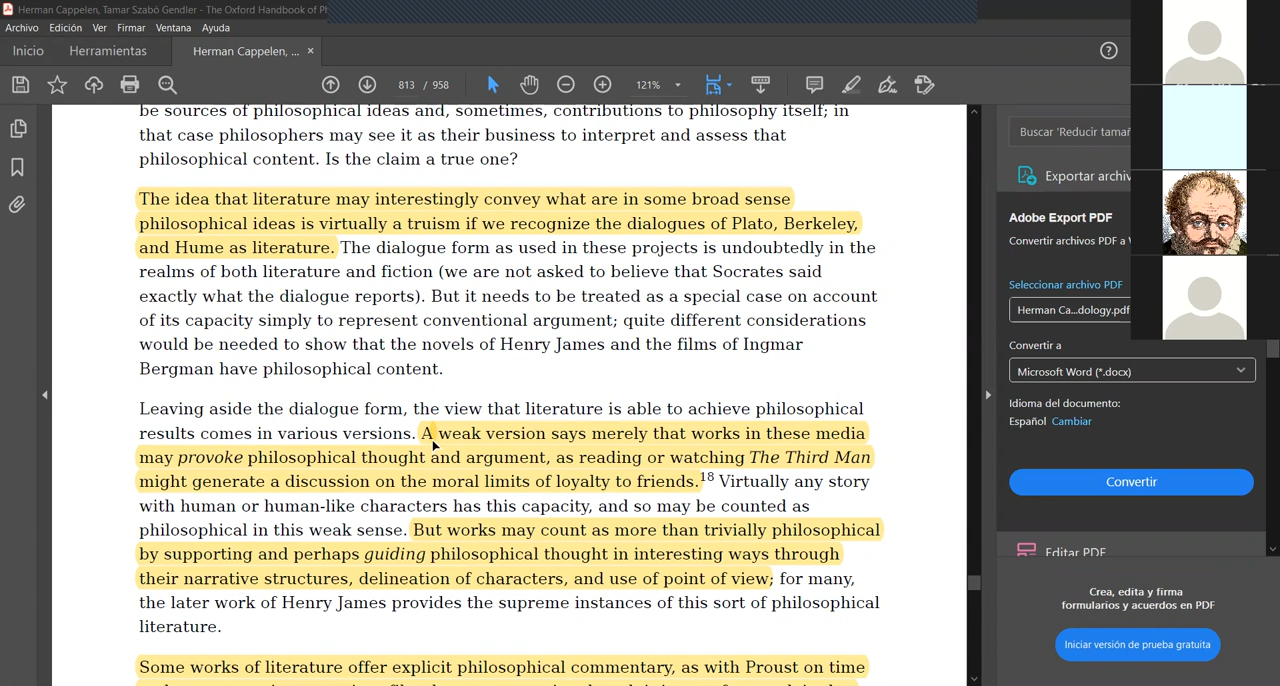 Herman Cappelen, Tamar Szabó Gendler - The Oxford Handbook of Ph
Archivo Edición Ver Firmar Ventana Ayuda
Inicio Herramientas Herman Cappelen, ... ×
813 / 958 121%
be sources of philosophical ideas and, sometimes, contributions to philosophy itself; in
that case philosophers may see it as their business to interpret and assess that
philosophical content. Is the claim a true one?
The idea that literature may interestingly convey what are in some broad sense
philosophical ideas is virtually a truism if we recognize the dialogues of Plato, Berkeley,
and Hume as literature. The dialogue form as used in these projects is undoubtedly in the
realms of both literature and fiction (we are not asked to believe that Socrates said
exactly what the dialogue reports). But it needs to be treated as a special case on account
of its capacity simply to represent conventional argument; quite different considerations
would be needed to show that the novels of Henry James and the films of Ingmar
Bergman have philosophical content.
Leaving aside the dialogue form, the view that literature is able to achieve philosophical
results comes in various versions. A weak version says merely that works in these media
may provoke philosophical thought and argument, as reading or watching The Third Man
might generate a discussion on the moral limits of loyalty to friends.18 Virtually any story
with human or human-like characters has this capacity, and so may be counted as
philosophical in this weak sense. But works may count as more than trivially philosophical
by supporting and perhaps guiding philosophical thought in interesting ways through
their narrative structures, delineation of characters, and use of point of view; for many,
the later work of Henry James provides the supreme instances of this sort of philosophical
literature.
Some works of literature offer explicit philosophical commentary, as with Proust on time
Buscar 'Reducir tamañ
Exportar archiv
Adobe Export PDF
Convertir archivos PDF a
Seleccionar archivo PDF
Herman Ca...dology.pdf
Convertir a
Microsoft Word (*.docx)
Idioma del documento:
Español Cambiar
Convertir
Editar PDF
Crea, edita y firma
formularios y acuerdos en PDF
Iniciar versión de prueba gratuita